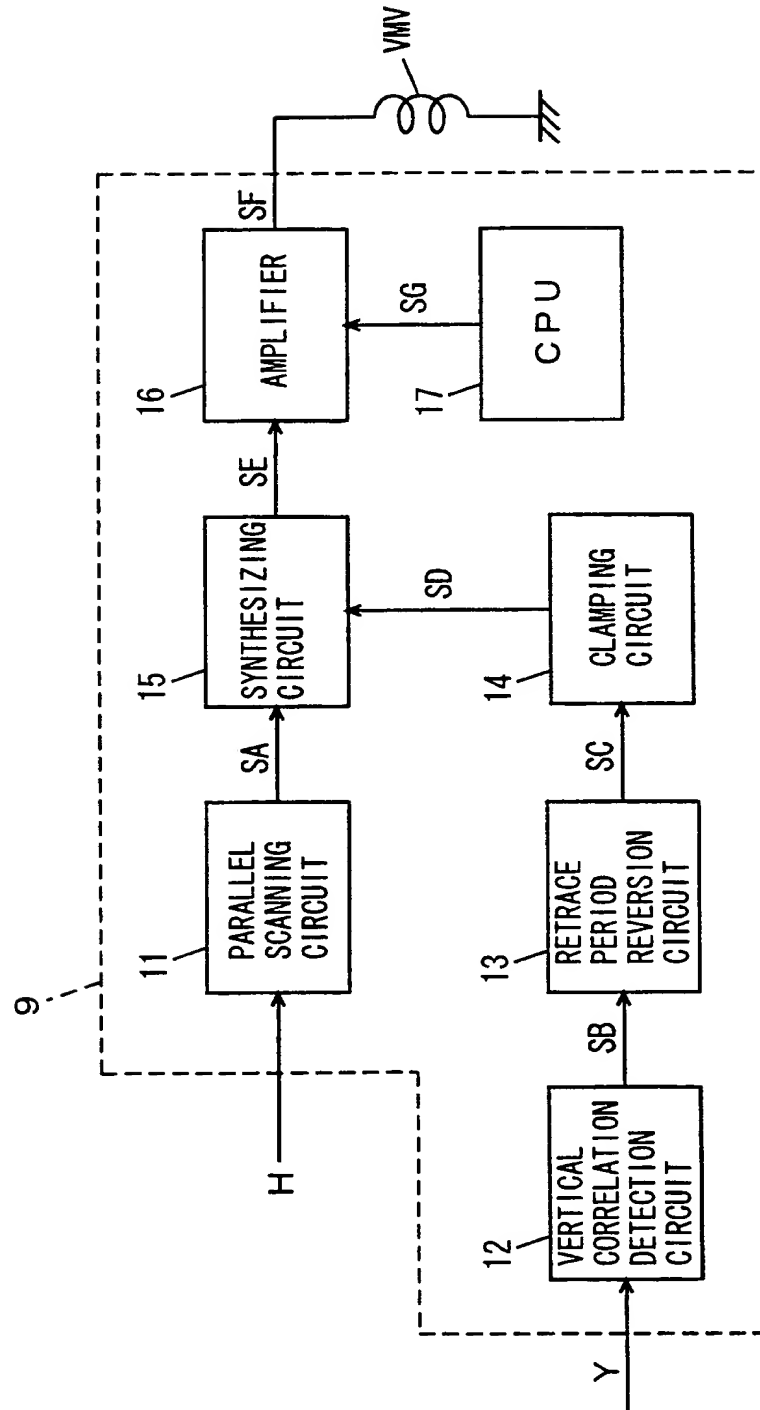 9
H
11
PARALLEL
SCANNING
CIRCUIT
SA
15
SYNTHESIZING
CIRCUIT
SE
16
AMPLIFIER
SF
VMV
SD
SG
Y
12
VERTICAL
CORRELATION
DETECTION
CIRCUIT
SB
13
RETRACE
PERIOD
REVERSION
CIRCUIT
SC
14
CLAMPING
CIRCUIT
17
CPU